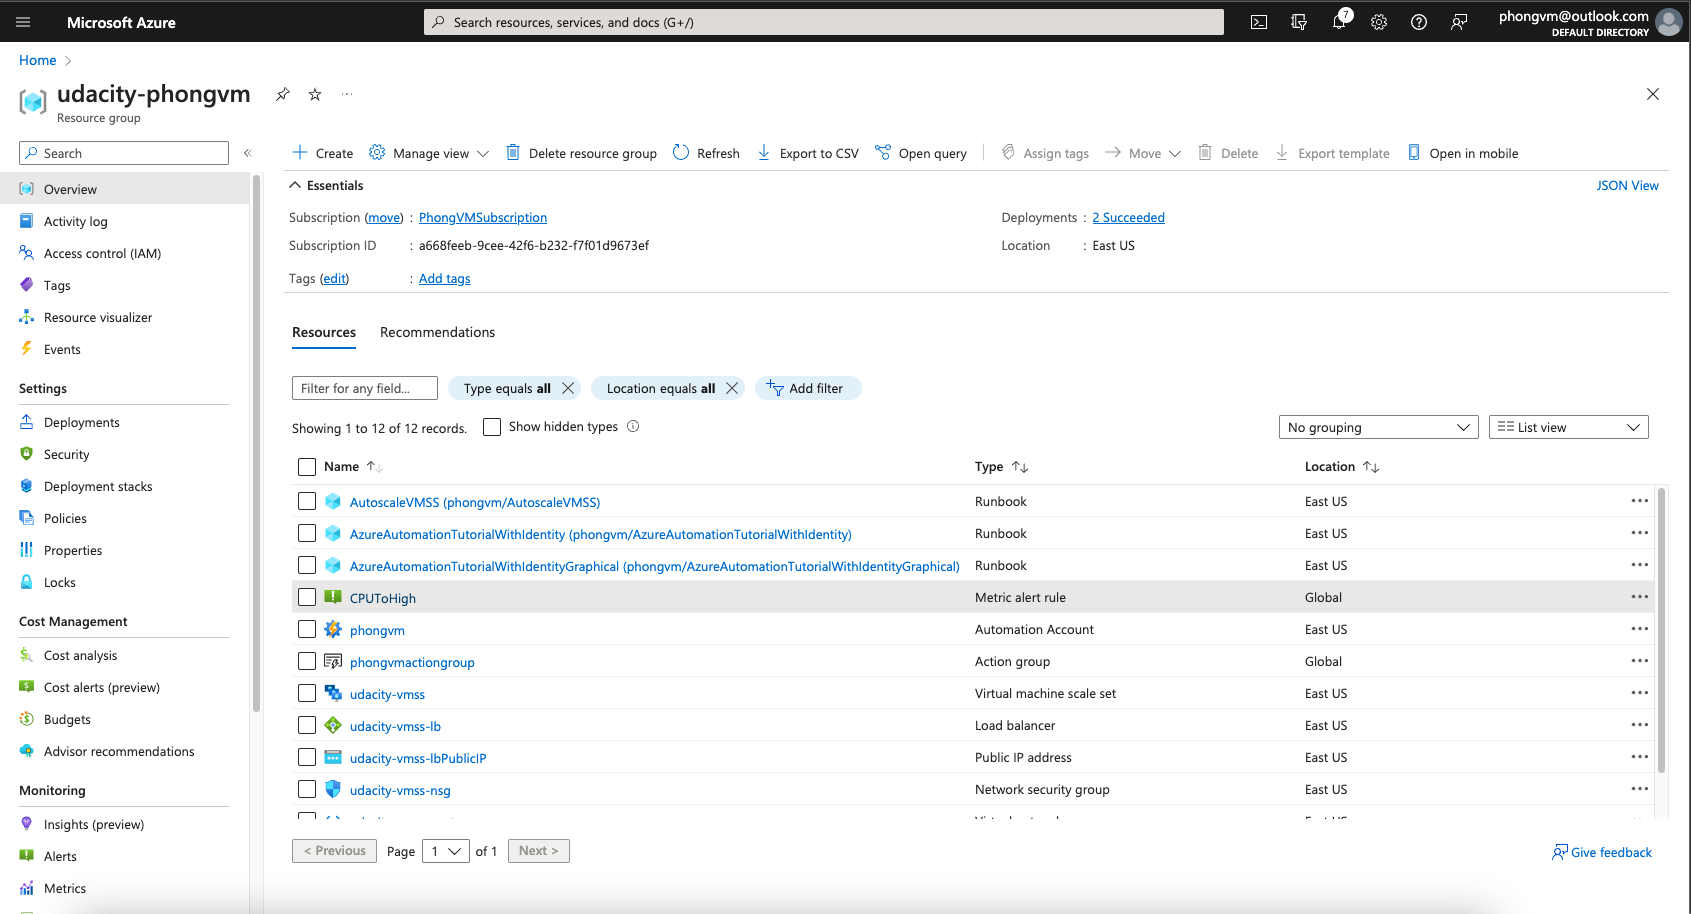 Microsoft Azure
Search resources, services, and docs (G+/)
7
phongvm@outlook.com
DEFAULT DIRECTORY
Home
udacity-phongvm
Resource group
Search
Overview
Activity log
Access control (IAM)
Tags
Resource visualizer
Events
Settings
Deployments
Security
Deployment stacks
Policies
Properties
Locks
Cost Management
Cost analysis
Cost alerts (preview)
Budgets
Advisor recommendations
Monitoring
Insights (preview)
Alerts
Metrics
Create Manage view Delete resource group Refresh Export to CSV Open query Assign tags Move Delete Export template Open in mobile
Essentials JSON View
Subscription (move) : PhongVMSubscription Deployments : 2 Succeeded
Subscription ID : a668feeb-9cee-42f6-b232-f7f01d9673ef Location : East US
Tags (edit) : Add tags
Resources Recommendations
Filter for any field... Type equals all Location equals all Add filter
Showing 1 to 12 of 12 records. Show hidden types No grouping List view
Name Type Location
AutoscaleVMSS (phongvm/AutoscaleVMSS) Runbook East US
AzureAutomationTutorialWithIdentity (phongvm/AzureAutomationTutorialWithIdentity) Runbook East US
AzureAutomationTutorialWithIdentityGraphical (phongvm/AzureAutomationTutorialWithIdentityGraphical) Runbook East US
CPUToHigh Metric alert rule Global
phongvm Automation Account East US
phongvmactiongroup Action group Global
udacity-vmss Virtual machine scale set East US
udacity-vmss-lb Load balancer East US
udacity-vmss-lbPublicIP Public IP address East US
udacity-vmss-nsg Network security group East US
< Previous Page 1 of 1 Next >
Give feedback